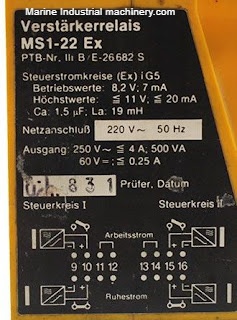 Marine Industrial machinery.com
Verstärkerrelais
MS1-22 Ex
PTB-Nr. III B/E-26 682 S
Steuerstromkreise (Ex) i G5
Betriebswerte: 8,2 V; 7 mA
Höchstwerte: ≦ 11 V; ≦ 20 mA
Ca: 1,5 µF; La: 19 mH
Netzanschluß 220 V~ 50 Hz
Ausgang: 250 V~ ≦ 4 A; 500 VA
60 V=; ≦ 0.25 A
831 Prüfer, Datum
Steuerkreis I Steuerkreis II
Arbeitsstrom
9 10 11 12 13 14 15 16
Ruhestrom